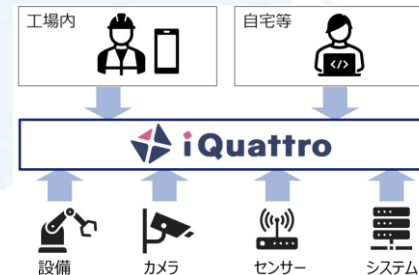 工場内
自宅等
</>
iQuattro
設備
カメラ
センサー
システム